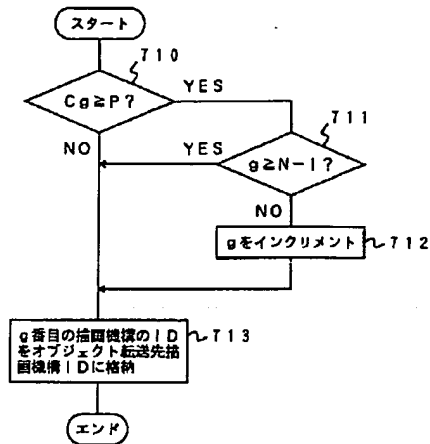 スタート
710
Cg≧P?
YES
NO
711
g≧N-1?
YES
NO
gをインクリメント
712
g番目の描画機構のID
をオブジェクト転送先描
画機構IDに格納
713
エンド